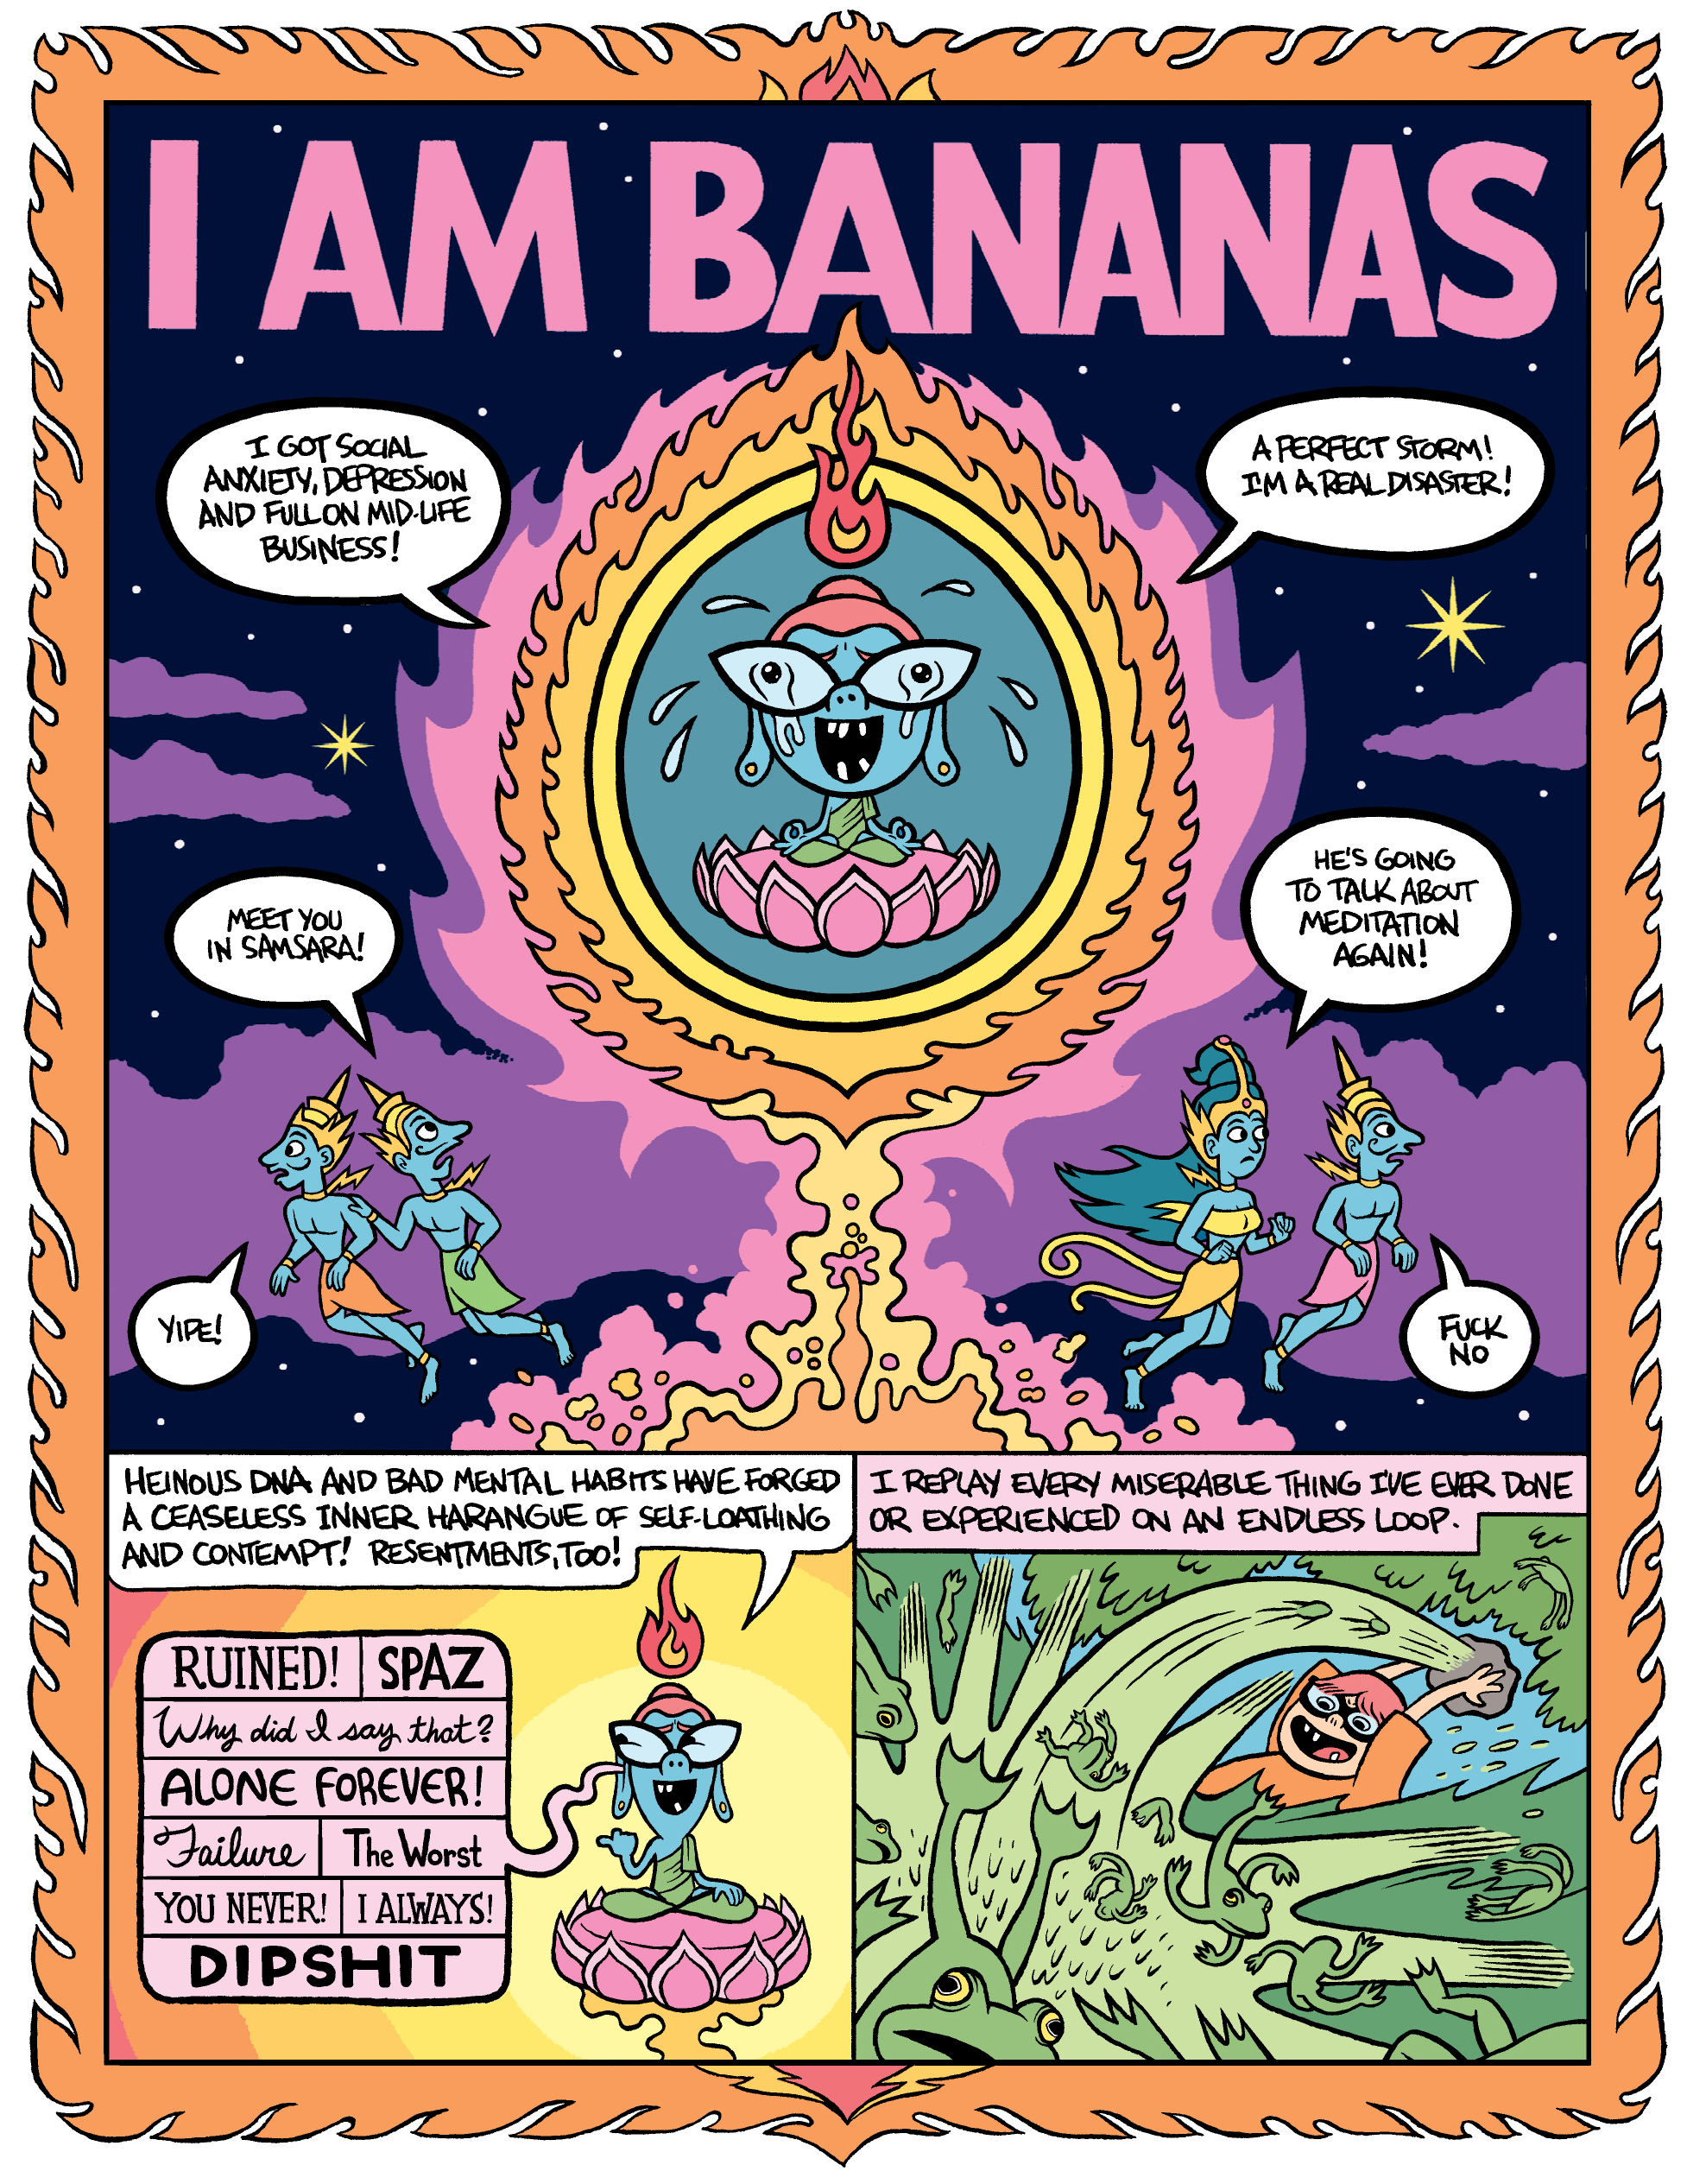 I AM BANANAS
I GOT SOCIAL
ANXIETY, DEPRESSION
AND FULL ON MID-LIFE
BUSINESS!
A PERFECT STORM!
I'M A REAL DISASTER!
MEET YOU
IN SAMSARA!
HE'S GOING
TO TALK ABOUT
MEDITATION
AGAIN!
YIPE!
FUCK
NO
HEINOUS DNA AND BAD MENTAL HABITS HAVE FORGED
A CEASELESS INNER HARANGUE OF SELF-LOATHING
AND CONTEMPT! RESENTMENTS, TOO!
RUINED! SPAZ
Why did I say that?
ALONE FOREVER!
Failure The Worst
YOU NEVER! I ALWAYS!
DIPSHIT
I REPLAY EVERY MISERABLE THING I'VE EVER DONE
OR EXPERIENCED ON AN ENDLESS LOOP.